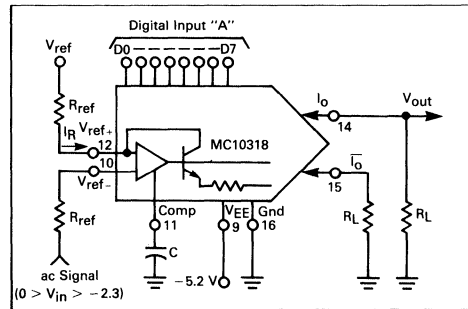 Digital Input "A"
D0 D7
Vref
Rref
IR
Vref+
12
10
Vref-
Rref
ac Signal
(0 > Vin > -2.3)
MC10318
Comp
11
C
VEE
9
Gnd
16
-5.2 V
Io
14
Vout
Io
15
RL
RL